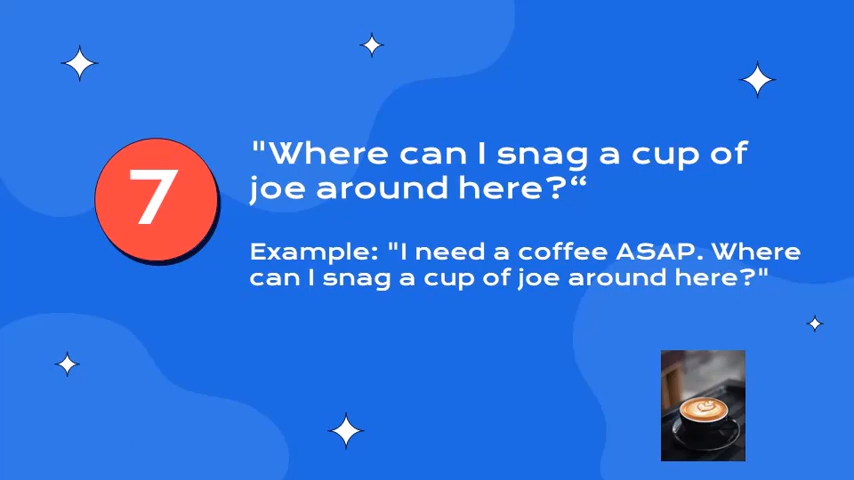 7
"Where can I snag a cup of
joe around here?“
Example: "I need a coffee ASAP. Where
can I snag a cup of joe around here?"